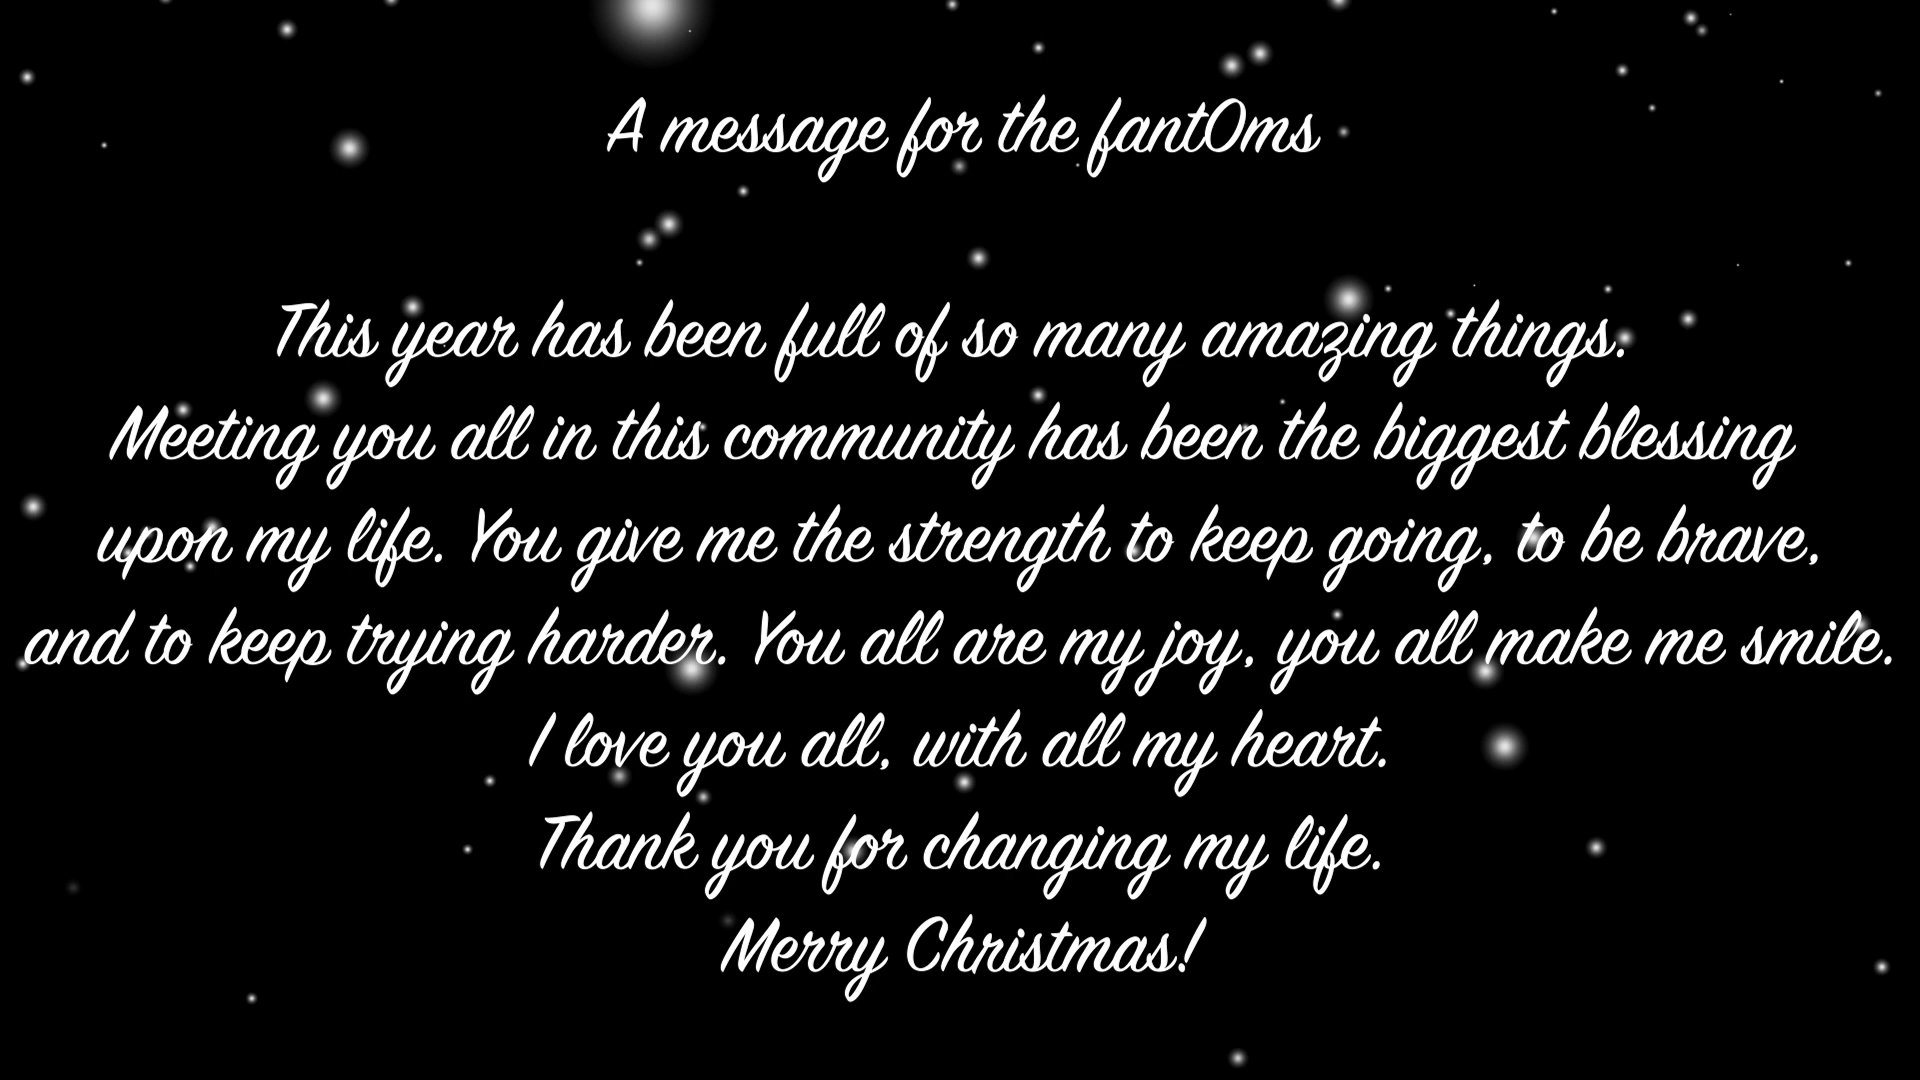 A message for the fantOms
This year has been full of so many amazing things.
Meeting you all in this community has been the biggest blessing
upon my life. You give me the strength to keep going, to be brave,
and to keep trying harder. You all are my joy, you all make me smile.
I love you all, with all my heart.
Thank you for changing my life.
Merry Christmas!